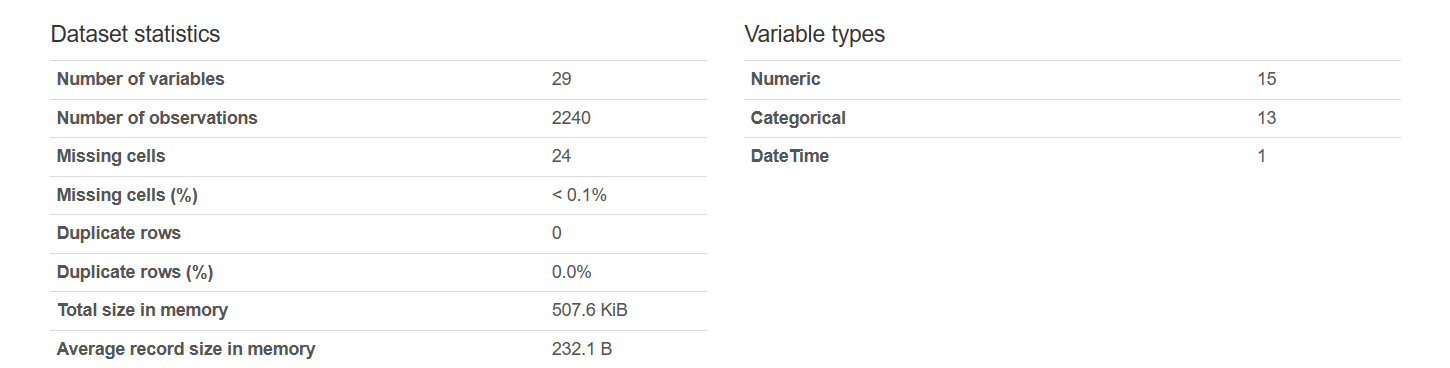 Dataset statistics
Number of variables 29
Number of observations 2240
Missing cells 24
Missing cells (%) < 0.1%
Duplicate rows 0
Duplicate rows (%) 0.0%
Total size in memory 507.6 KiB
Average record size in memory 232.1 B
Variable types
Numeric 15
Categorical 13
DateTime 1